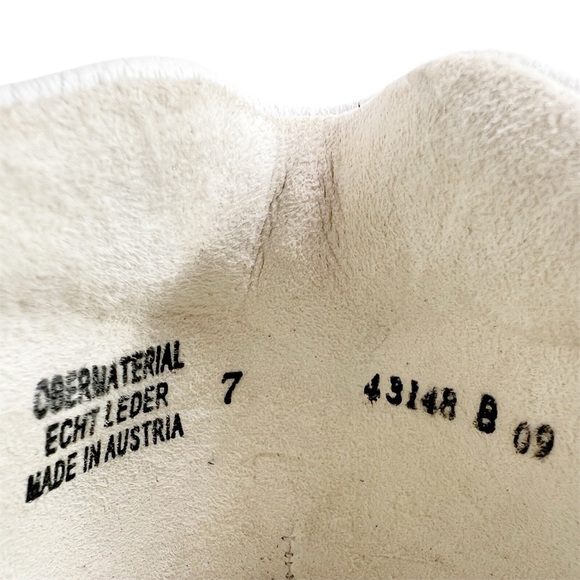 OBERMATERIAL
ECHT LEDER
MADE IN AUSTRIA
7
43148 B 09